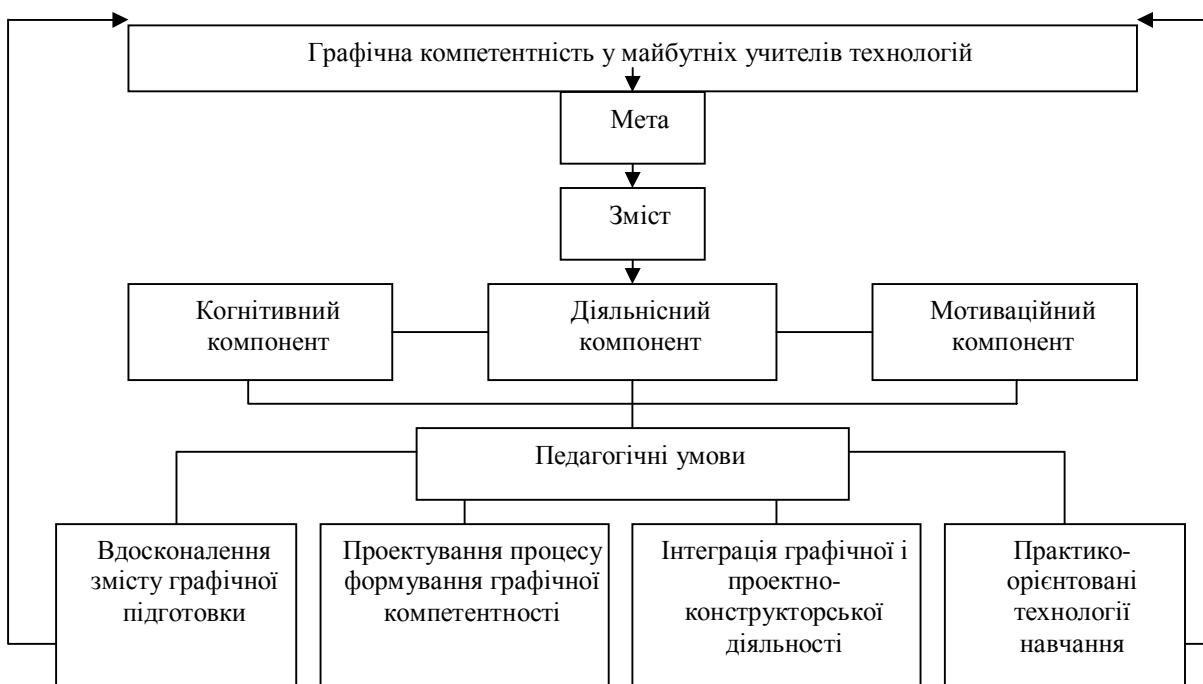 Графічна компетентність у майбутніх учителів технологій
Мета
Зміст
Когнітивний
компонент
Діяльнісний
компонент
Мотиваційний
компонент
Педагогічні умови
Вдосконалення
змісту графічної
підготовки
Проектування процесу
формування графічної
компетентності
Інтеграція графічної і
проектно-
конструкторської
діяльності
Практико-
орієнтовані
технології
навчання